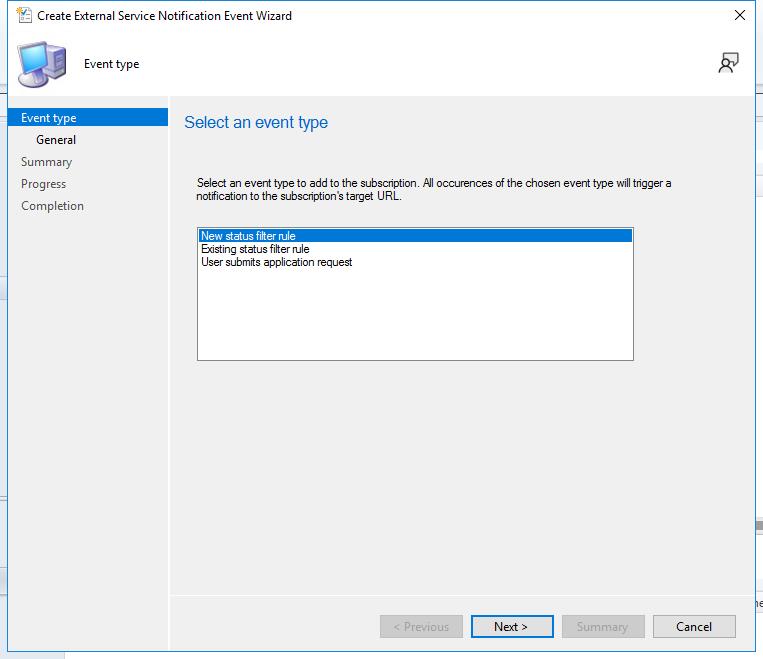 Create External Service Notification Event Wizard
Event type
Event type
General
Summary
Progress
Completion
Select an event type
Select an event type to add to the subscription. All occurences of the chosen event type will trigger a
notification to the subscription's target URL.
New status filter rule
Existing status filter rule
User submits application request
< Previous
Next >
Summary
Cancel